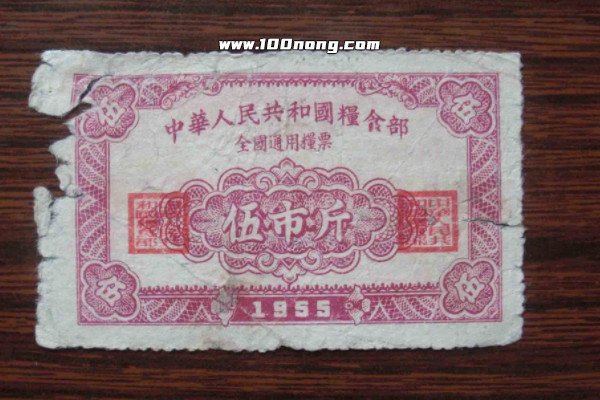 www.100nong.com
中華人民共和國糧食部
全國通用糧票
伍 伍
伍市斤
伍 伍
1955